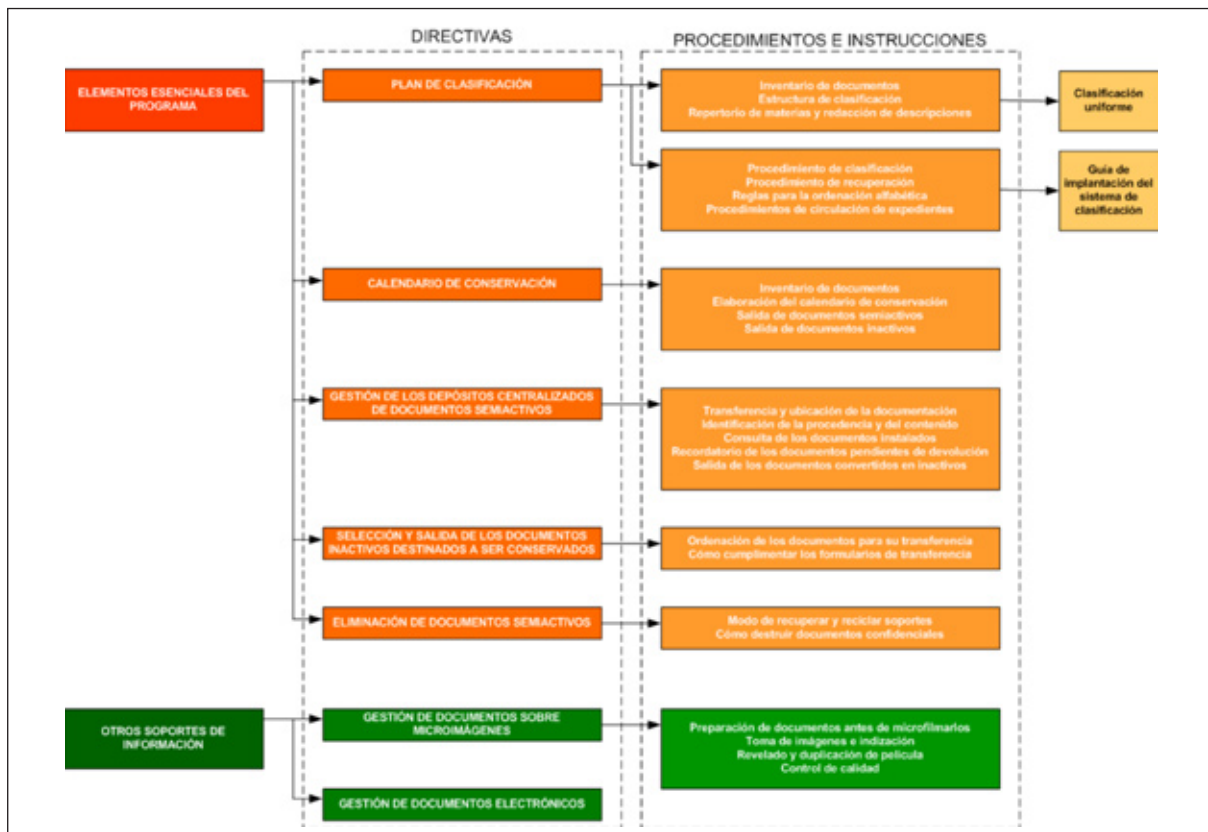 DIRECTIVAS
PROCEDIMIENTOS E INSTRUCCIONES
ELEMENTOS ESENCIALES DEL
PROGRAMA
PLAN DE CLASIFICACIÓN
Inventario de documentos
Estructura de clasificación
Repertorio de materias y redacción de descripciones
Clasificación
uniforme
Procedimiento de clasificación
Procedimiento de recuperación
Reglas para la ordenación alfabética
Procedimientos de circulación de expedientes
Guía de
implantación del
sistema de
clasificación
CALENDARIO DE CONSERVACIÓN
Inventario de documentos
Elaboración del calendario de conservación
Salida de documentos semiactivos
Salida de documentos inactivos
GESTIÓN DE LOS DEPÓSITOS CENTRALIZADOS
DE DOCUMENTOS SEMIACTIVOS
Transferencia y ubicación de la documentación
Identificación de la procedencia y del contenido
Consulta de los documentos instalados
Recordatorio de los documentos pendientes de devolución
Salida de los documentos convertidos en inactivos
SELECCIÓN Y SALIDA DE LOS DOCUMENTOS
INACTIVOS DESTINADOS A SER CONSERVADOS
Ordenación de los documentos para su transferencia
Cómo cumplimentar los formularios de transferencia
ELIMINACIÓN DE DOCUMENTOS SEMIACTIVOS
Modo de recuperar y reciclar soportes
Cómo destruir documentos confidenciales
OTROS SOPORTES DE
INFORMACIÓN
GESTIÓN DE DOCUMENTOS SOBRE
MICROIMÁGENES
Preparación de documentos antes de microfilmarlos
Toma de imágenes e indización
Revelado y duplicación de película
Control de calidad
GESTIÓN DE DOCUMENTOS ELECTRÓNICOS